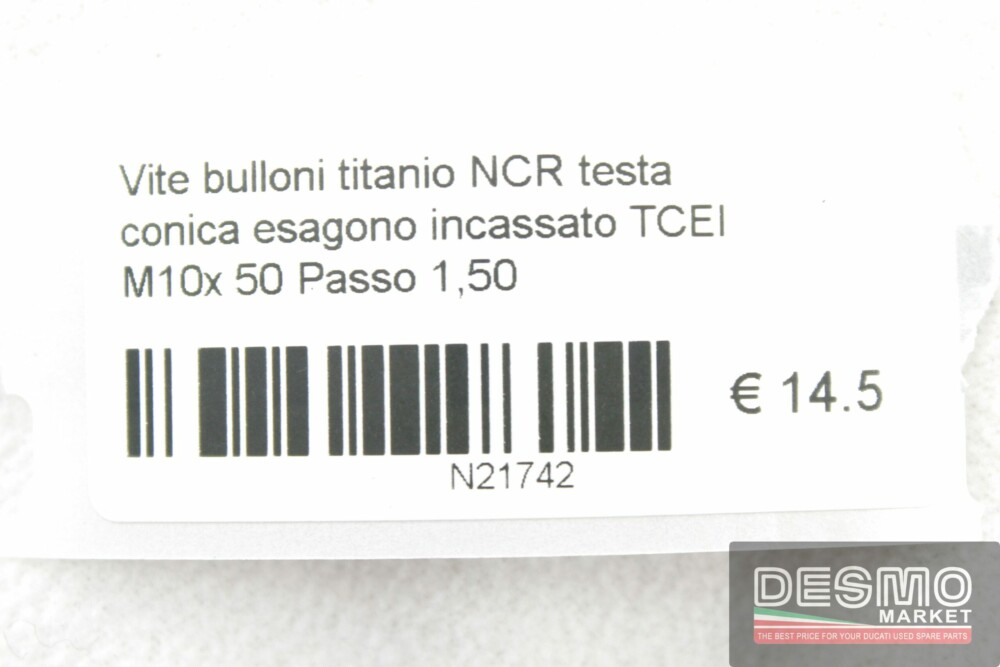 Vite bulloni titanio NCR testa
conica esagono incassato TCEI
M10x 50 Passo 1,50
€ 14.5
N21742
DESMO
MARKET
THE BEST PRICE FOR YOUR DUCATI USED SPARE PARTS